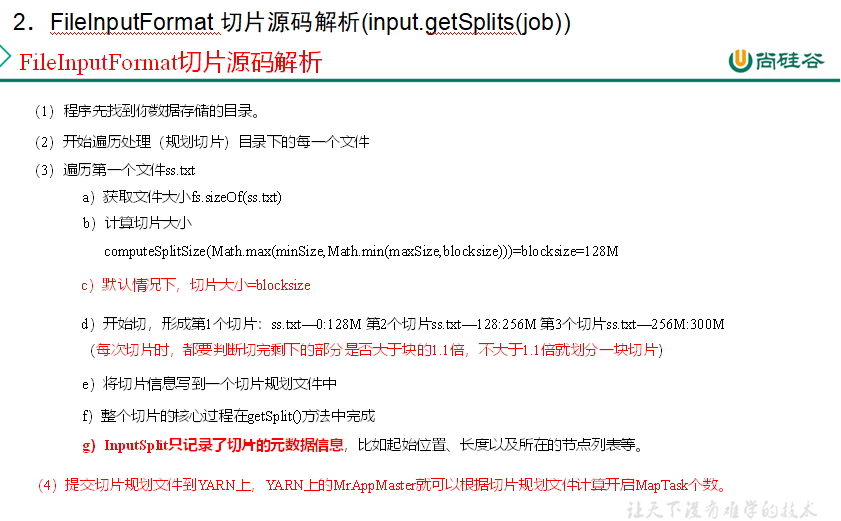 2. FileInputFormat 切片源码解析(input.getSplits(job))
FileInputFormat切片源码解析
尚硅谷
(1) 程序先找到你数据存储的目录。
(2) 开始遍历处理（规划切片）目录下的每一个文件
(3) 遍历第一个文件ss.txt
a) 获取文件大小fs.sizeOf(ss.txt)
b) 计算切片大小
computeSplitSize(Math.max(minSize,Math.min(maxSize,blocksize)))=blocksize=128M
c) 默认情况下，切片大小=blocksize
d) 开始切，形成第1个切片：ss.txt—0:128M 第2个切片ss.txt—128:256M 第3个切片ss.txt—256M:300M
（每次切片时，都要判断切完剩下的部分是否大于块的1.1倍，不大于1.1倍就划分一块切片）
e) 将切片信息写到一个切片规划文件中
f) 整个切片的核心过程在getSplit()方法中完成
g) InputSplit只记录了切片的元数据信息，比如起始位置、长度以及所在的节点列表等。
(4) 提交切片规划文件到YARN上，YARN上的MrAppMaster就可以根据切片规划文件计算开启MapTask个数。
让天下没有难学的技术